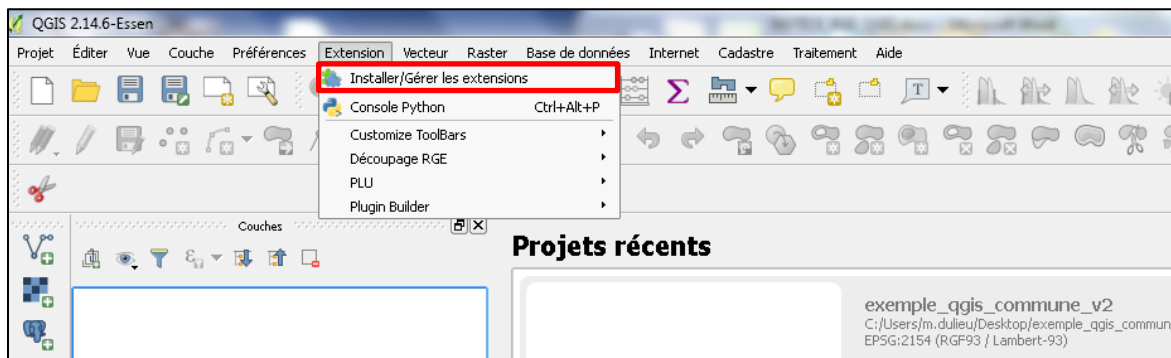 QGIS 2.14.6-Essen
Projet Éditer Vue Couche Préférences Extension Vecteur Raster Base de données Internet Cadastre Traitement Aide
Installer/Gérer les extensions
Console Python Ctrl+Alt+P
Customize ToolBars
Découpage RGE
PLU
Plugin Builder
Couches
Projets récents
exemple_qgis_commune_v2
C:/Users/m.dulieu/Desktop/exemple_qgis_commun
EPSG:2154 (RGF93 / Lambert-93)